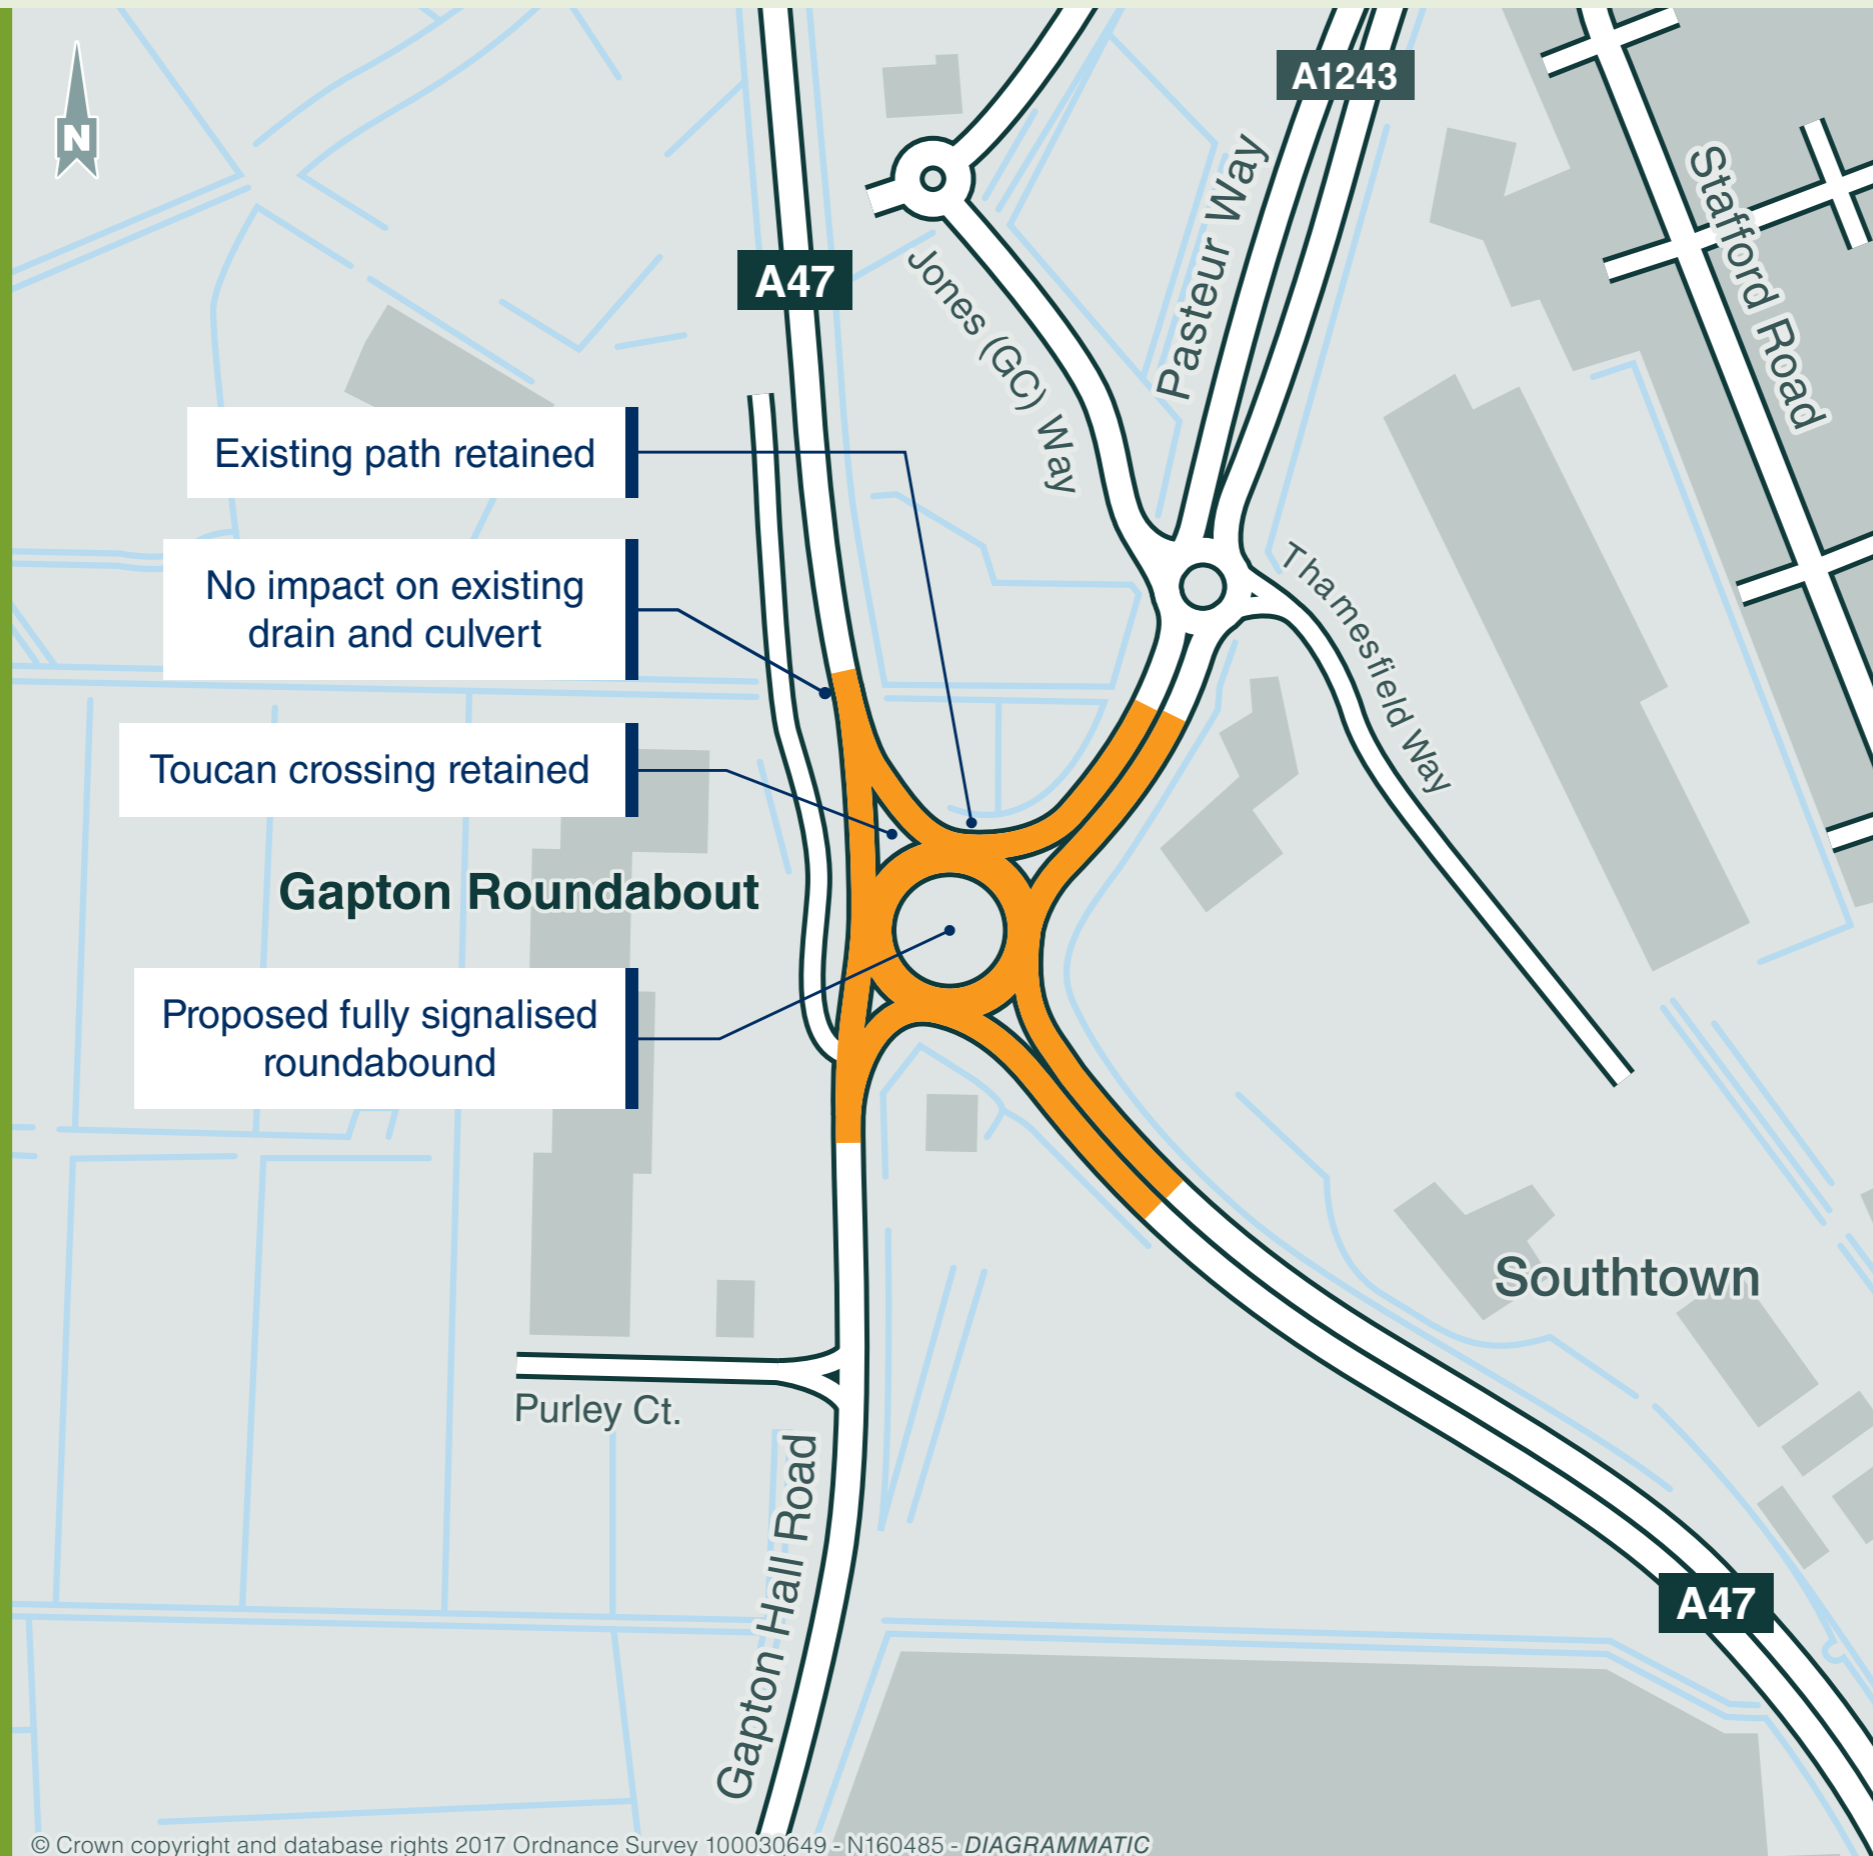 N
A1243
Stafford Road
Pasteur Way
A47
Jones (GC) Way
Existing path retained
No impact on existing
drain and culvert
Thamesfield Way
Toucan crossing retained
Gapton Roundabout
Proposed fully signalised
roundabound
Southtown
Purley Ct.
Gapton Hall Road
A47
© Crown copyright and database rights 2017 Ordnance Survey 100030649 - N160485 - DIAGRAMMATIC